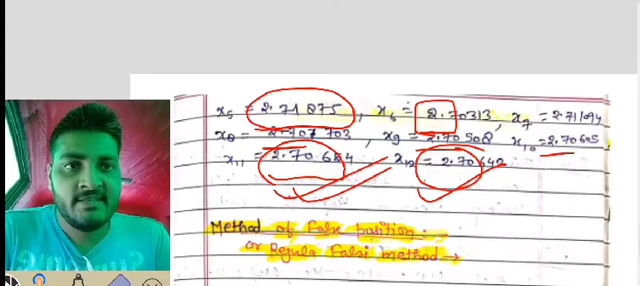 x5 = 2.71875, x6 = 2.70313, x7 = 2.71094
x8 = 2.707703, x9 = 2.70508, x10 = 2.70605
x11 = 2.70654, x12 = 2.70642
Method of False position
or Regula Falsi method →